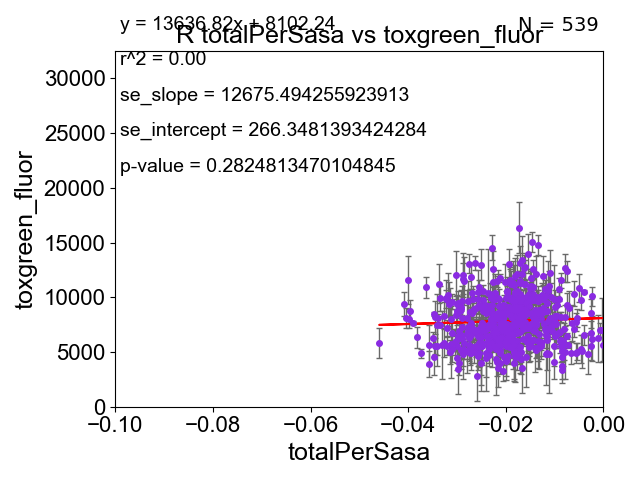 y = 13636.82x + 8102.24
N = 539
R totalPerSasa vs toxgreen_fluor
r^2 = 0.00
se_slope = 12675.494255923913
se_intercept = 266.3481393424284
p-value = 0.2824813470104845
toxgreen_fluor
30000
25000
20000
15000
10000
5000
0
−0.10
−0.08
−0.06
−0.04
−0.02
0.00
totalPerSasa